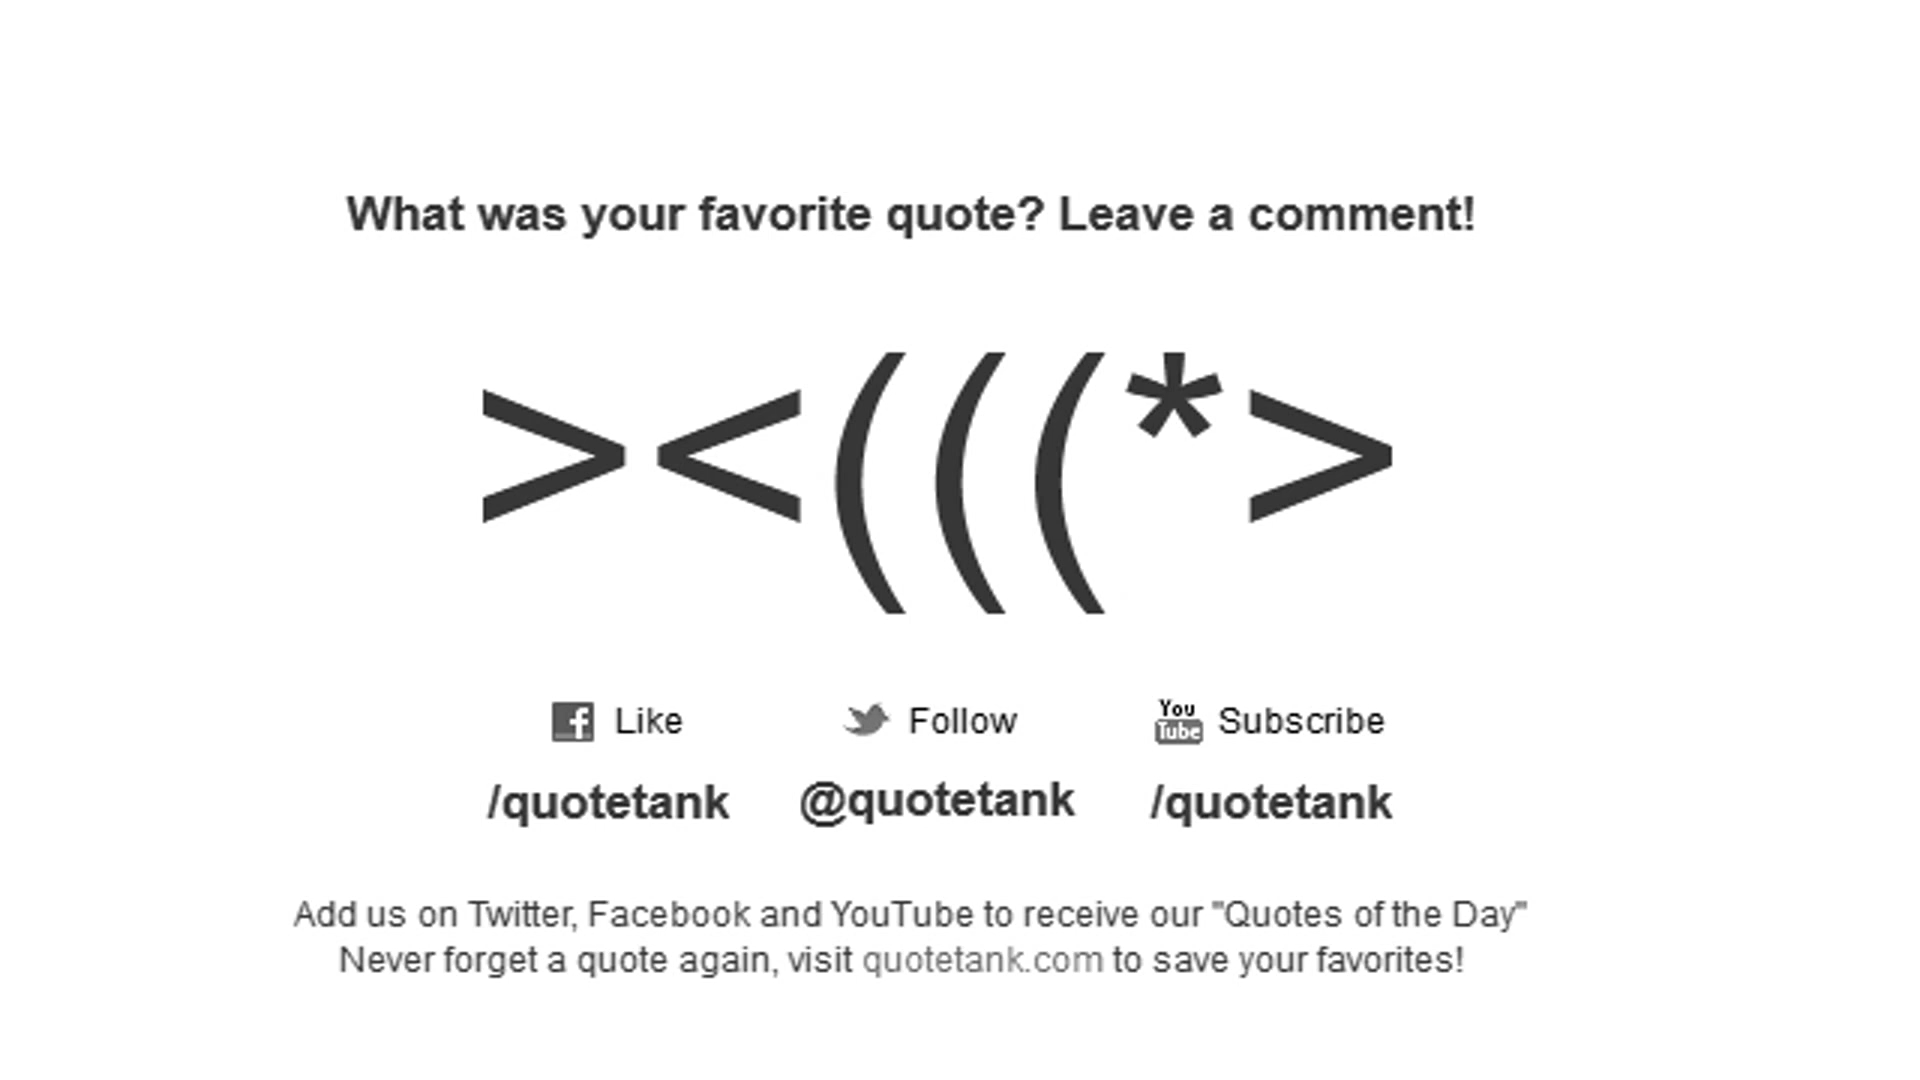 What was your favorite quote? Leave a comment!
><(((*>
f Like
Follow
You Tube Subscribe
/quotetank
@quotetank
/quotetank
Add us on Twitter, Facebook and YouTube to receive our "Quotes of the Day"
Never forget a quote again, visit quotetank.com to save your favorites!